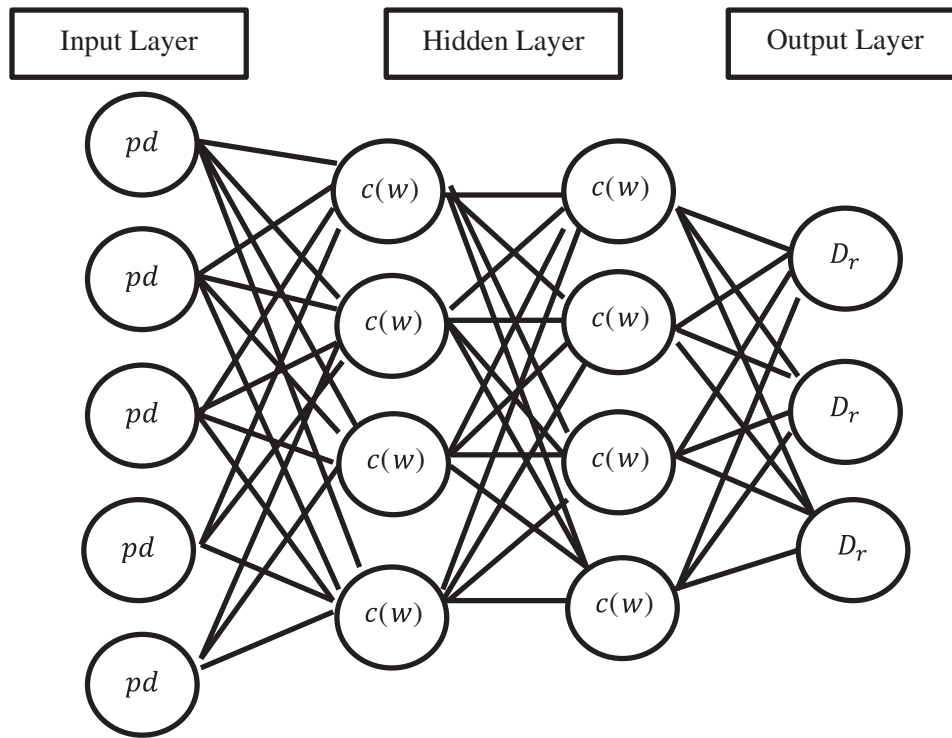 Input Layer
Hidden Layer
Output Layer
pd
pd
pd
pd
pd
c(w)
c(w)
c(w)
c(w)
c(w)
c(w)
c(w)
c(w)
D_r
D_r
D_r